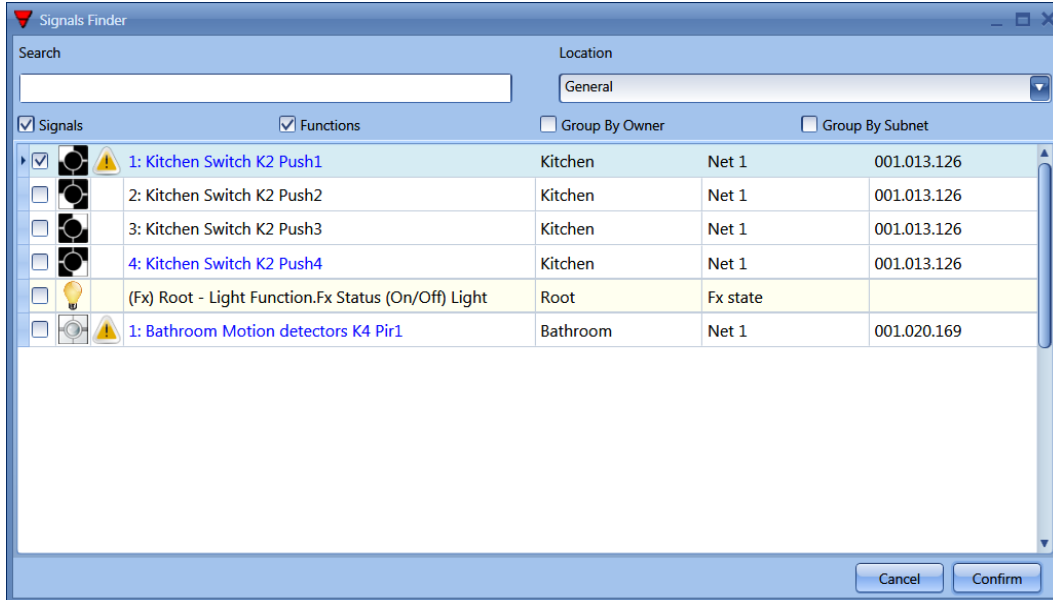 Signals Finder
Search Location
General
Signals Functions Group By Owner Group By Subnet
1: Kitchen Switch K2 Push1 Kitchen Net 1 001.013.126
2: Kitchen Switch K2 Push2 Kitchen Net 1 001.013.126
3: Kitchen Switch K2 Push3 Kitchen Net 1 001.013.126
4: Kitchen Switch K2 Push4 Kitchen Net 1 001.013.126
(Fx) Root - Light Function.Fx Status (On/Off) Light Root Fx state
1: Bathroom Motion detectors K4 Pir1 Bathroom Net 1 001.020.169
Cancel Confirm